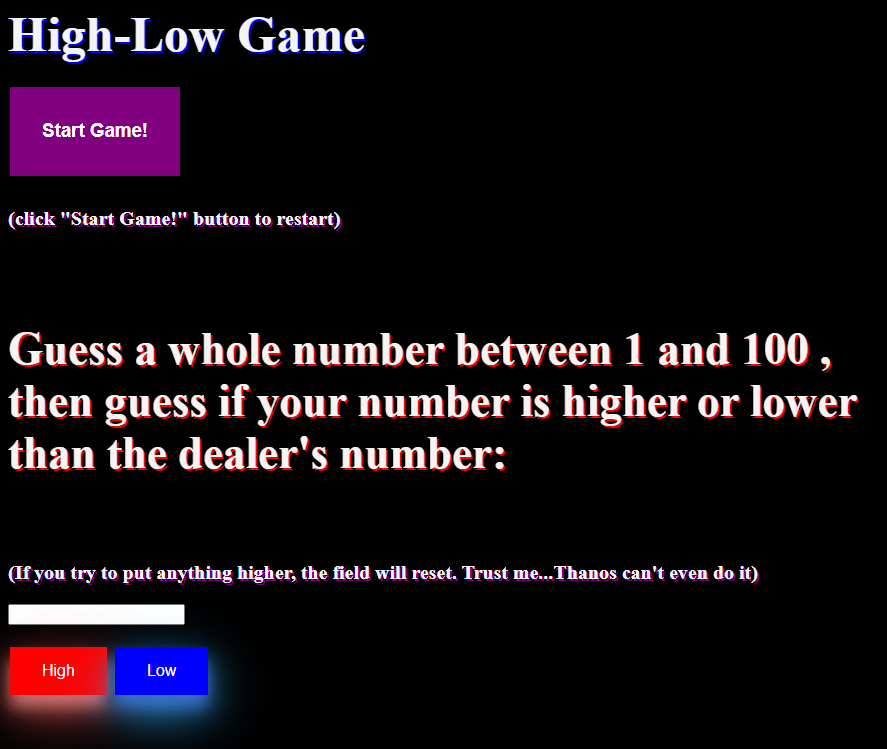 High-Low Game
Start Game!
(click "Start Game!" button to restart)
Guess a whole number between 1 and 100 ,
then guess if your number is higher or lower
than the dealer's number:
(If you try to put anything higher, the field will reset. Trust me...Thanos can't even do it)
High Low